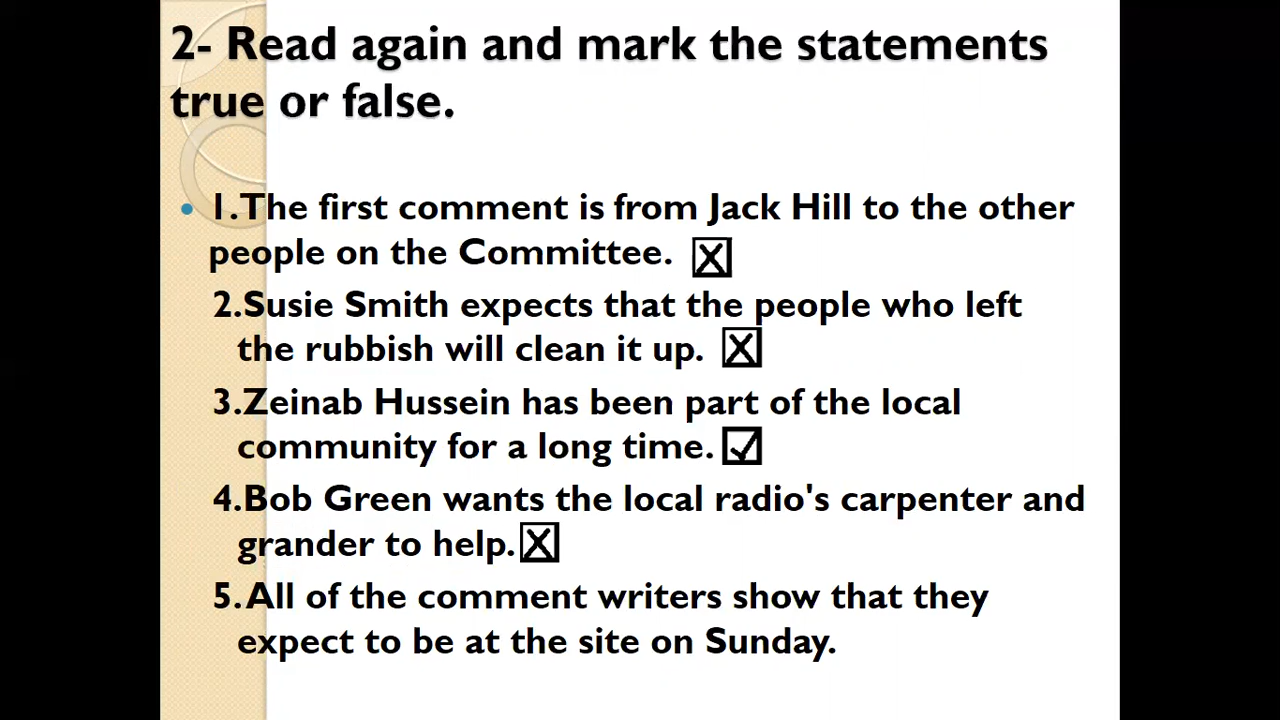 2- Read again and mark the statements
true or false.
• 1.The first comment is from Jack Hill to the other
people on the Committee. ☒
2.Susie Smith expects that the people who left
the rubbish will clean it up. ☒
3.Zeinab Hussein has been part of the local
community for a long time. ☑
4.Bob Green wants the local radio's carpenter and
grander to help. ☒
5.All of the comment writers show that they
expect to be at the site on Sunday.